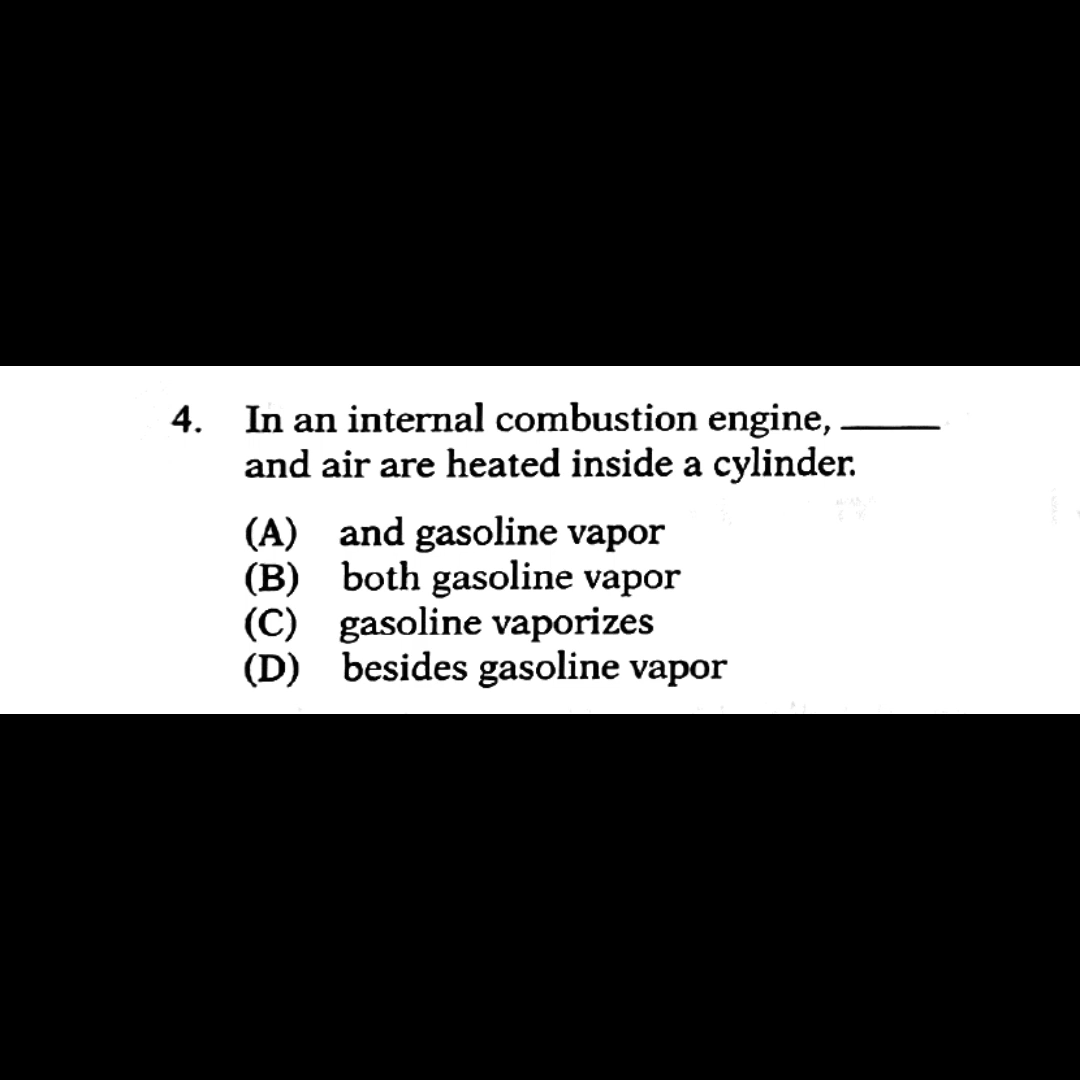 4. In an internal combustion engine, _____
and air are heated inside a cylinder.
(A) and gasoline vapor
(B) both gasoline vapor
(C) gasoline vaporizes
(D) besides gasoline vapor